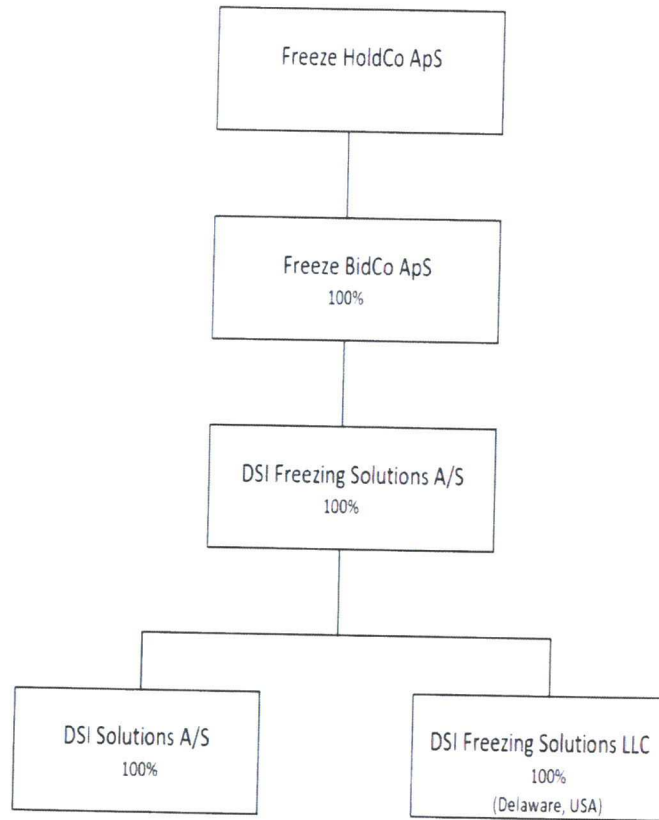 Freeze HoldCo ApS
Freeze BidCo ApS
100%
DSI Freezing Solutions A/S
100%
DSI Solutions A/S
100%
DSI Freezing Solutions LLC
100%
(Delaware, USA)